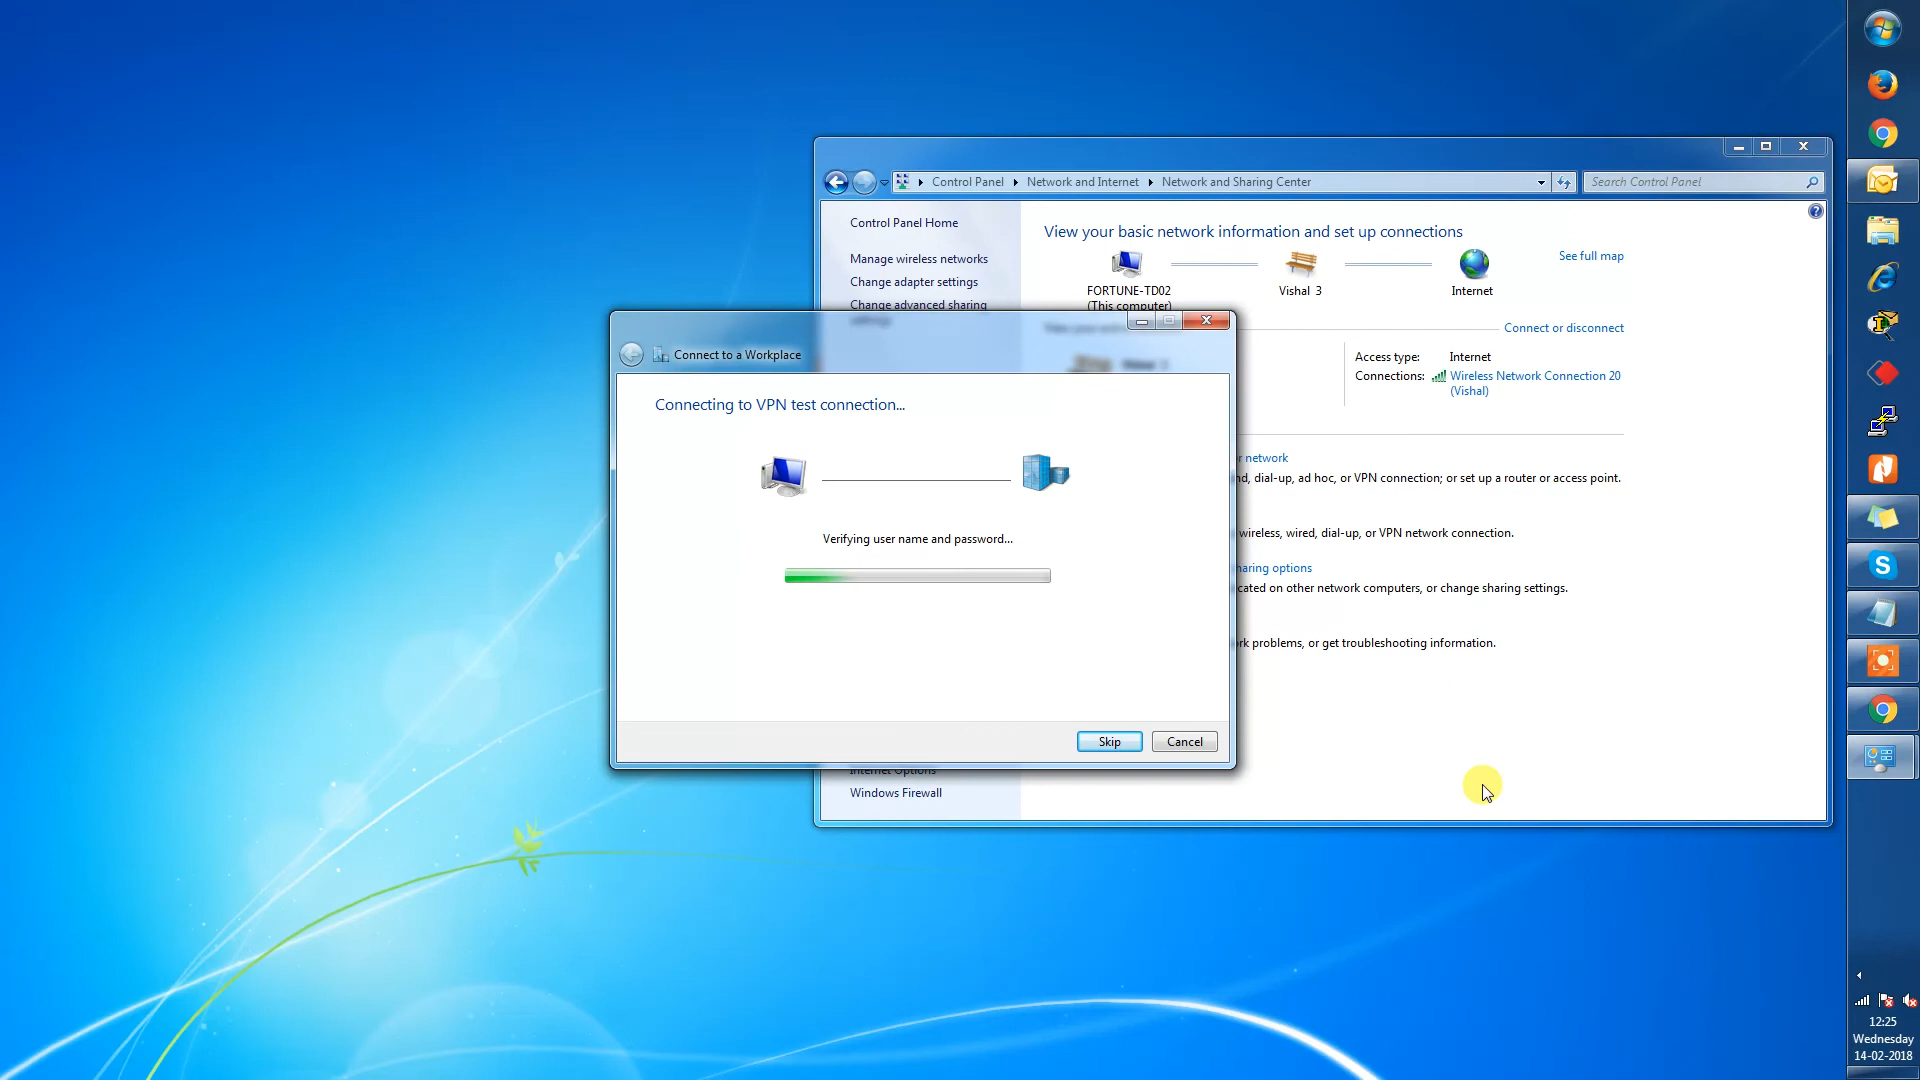 Control Panel
Network and Internet
Network and Sharing Center
Search Control Panel
Control Panel Home
Manage wireless networks
Change adapter settings
Change advanced sharing
settings
View your basic network information and set up connections
See full map
FORTUNE-TD02
(This computer)
Vishal 3
Internet
Connect or disconnect
Access type: Internet
Connections: Wireless Network Connection 20
(Vishal)
r network
nd, dial-up, ad hoc, or VPN connection; or set up a router or access point.
wireless, wired, dial-up, or VPN network connection.
haring options
cated on other network computers, or change sharing settings.
rk problems, or get troubleshooting information.
Internet Options
Windows Firewall
Connect to a Workplace
Connecting to VPN test connection...
Verifying user name and password...
Skip
Cancel
12:25
Wednesday
14-02-2018